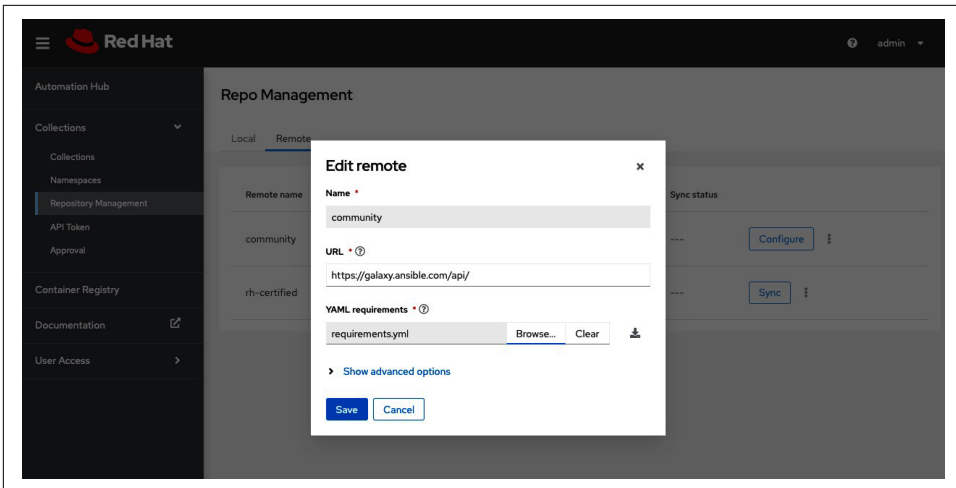 Red Hat
admin
Automation Hub
Collections
Collections
Namespaces
Repository Management
API Token
Approval
Container Registry
Documentation
User Access
Repo Management
Local Remote
Remote name Sync status
community --- Configure
rh-certified --- Sync
Edit remote
Name *
community
URL *
https://galaxy.ansible.com/api/
YAML requirements *
requirements.yml Browse... Clear
Show advanced options
Save Cancel